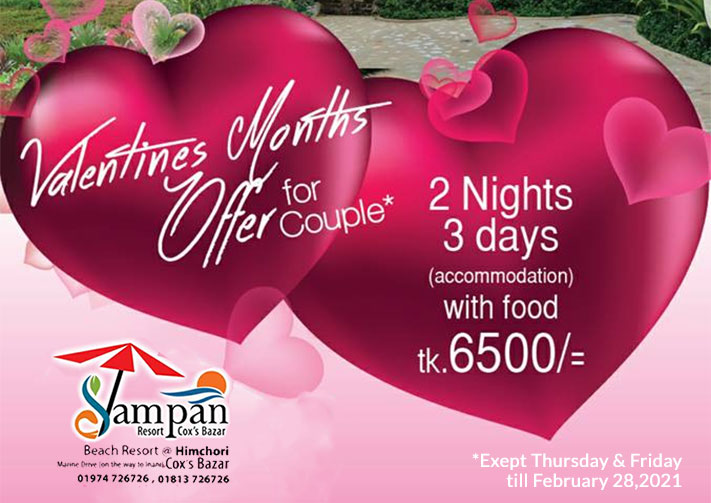 Valentines Months
Offer for
Couple*
2 Nights
3 days
(accommodation)
with food
tk.6500/=
Sampan
Resort Cox's Bazar
Beach Resort @ Himchori
Marine Drive (on the way to Inani), Cox's Bazar
01974 726726 , 01813 726726
*Exept Thursday & Friday
till February 28,2021